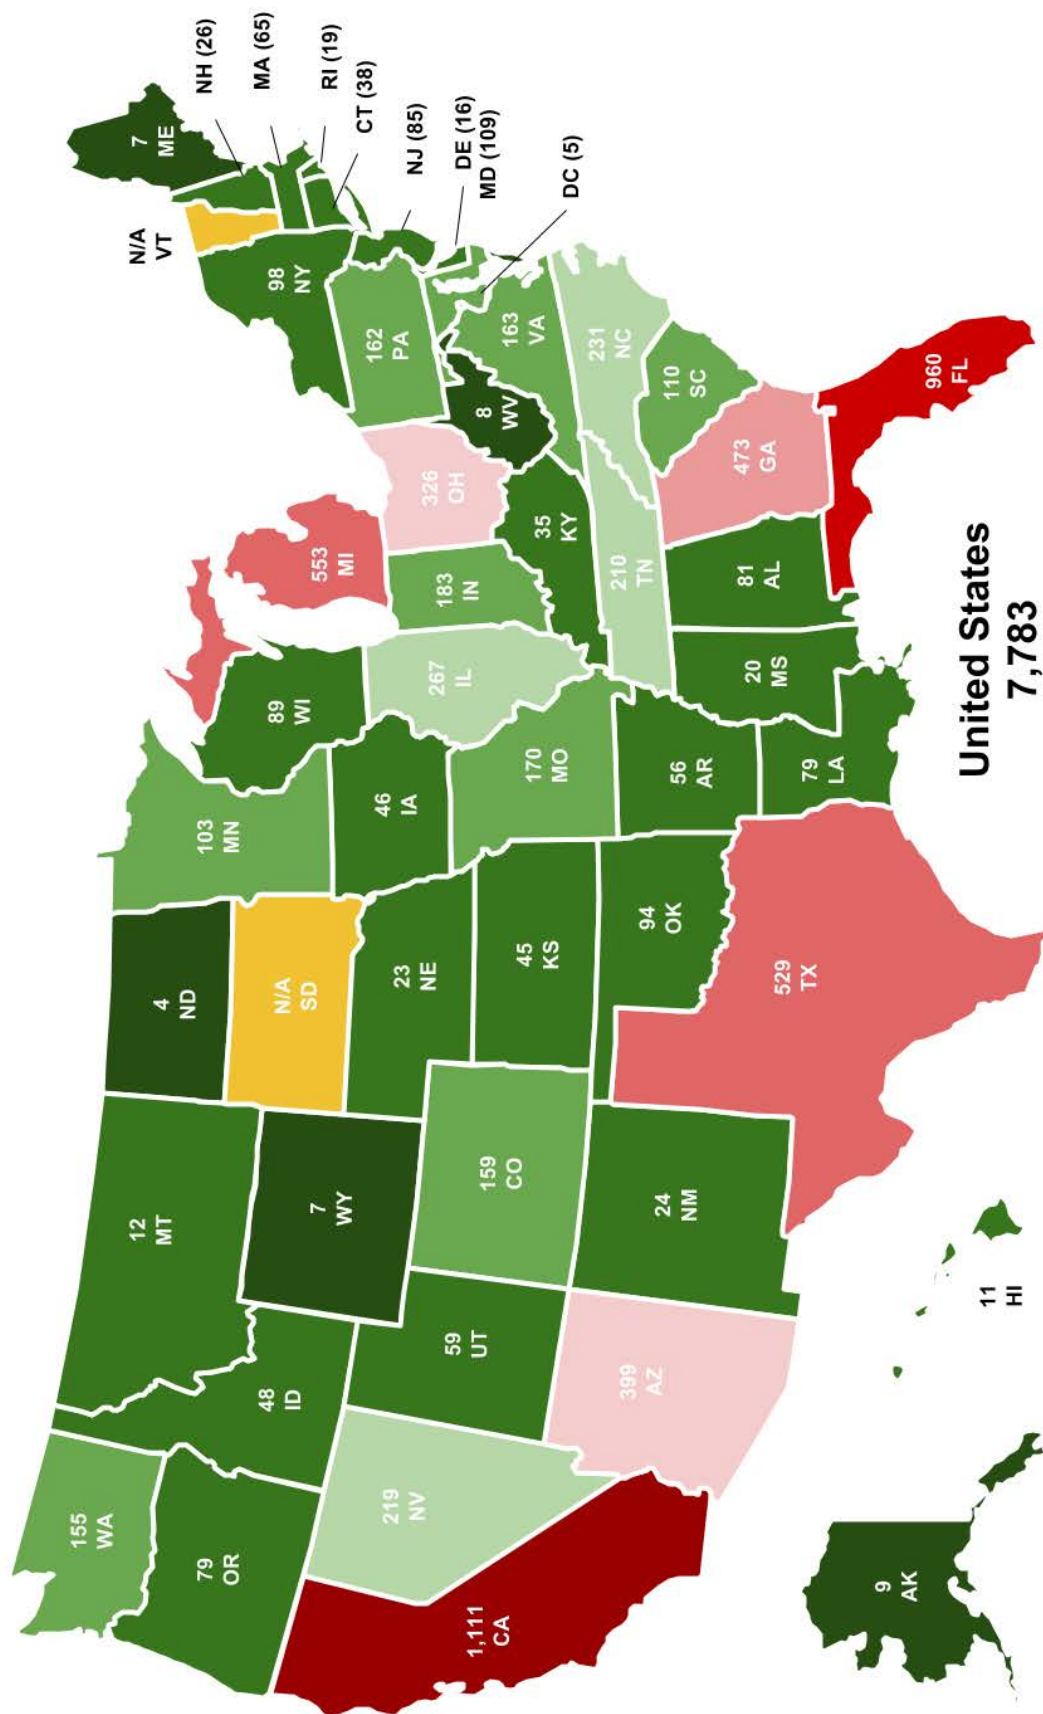 155
WA
79
OR
1,111
CA
219
NV
48
ID
12
MT
7
WY
59
UT
399
AZ
159
CO
24
NM
4
ND
N/A
SD
23
NE
45
KS
94
OK
529
TX
103
MN
46
IA
170
MO
56
AR
79
LA
89
WI
267
IL
20
MS
553
MI
183
IN
35
KY
210
TN
81
AL
326
OH
473
GA
960
FL
8
WV
163
VA
231
NC
110
SC
162
PA
98
NY
N/A
VT
7
ME
NH (26)
MA (65)
RI (19)
CT (38)
NJ (85)
DE (16)
MD (109)
DC (5)
9
AK
11
HI
United States
7,783